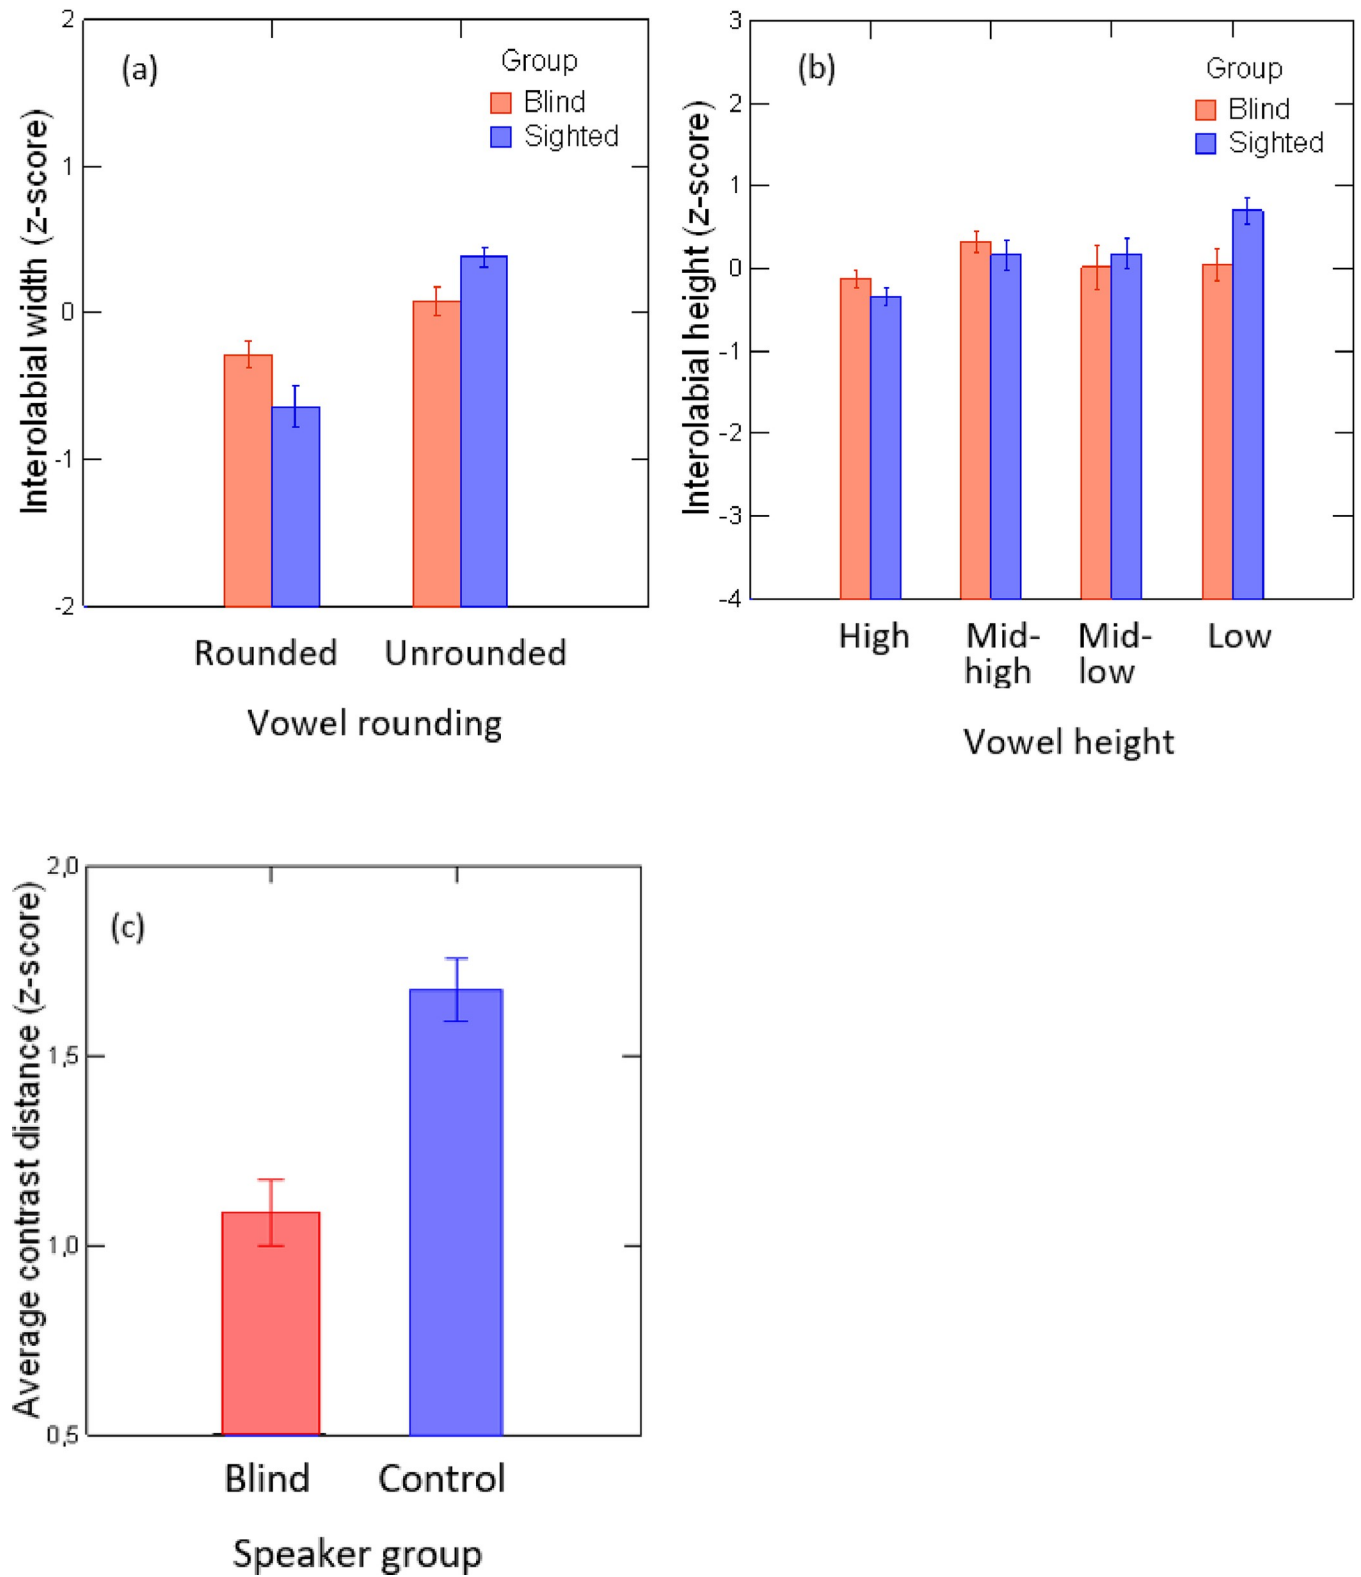 (a)
Group
Blind
Sighted
2
1
0
-1
-2
Interolabial width (z-score)
Rounded Unrounded
Vowel rounding
(b)
Group
Blind
Sighted
3
2
1
0
-1
-2
-3
-4
Interolabial height (z-score)
High Mid- Mid- Low
high low
Vowel height
(c)
2,0
1,5
1,0
0,5
Average contrast distance (z-score)
Blind Control
Speaker group